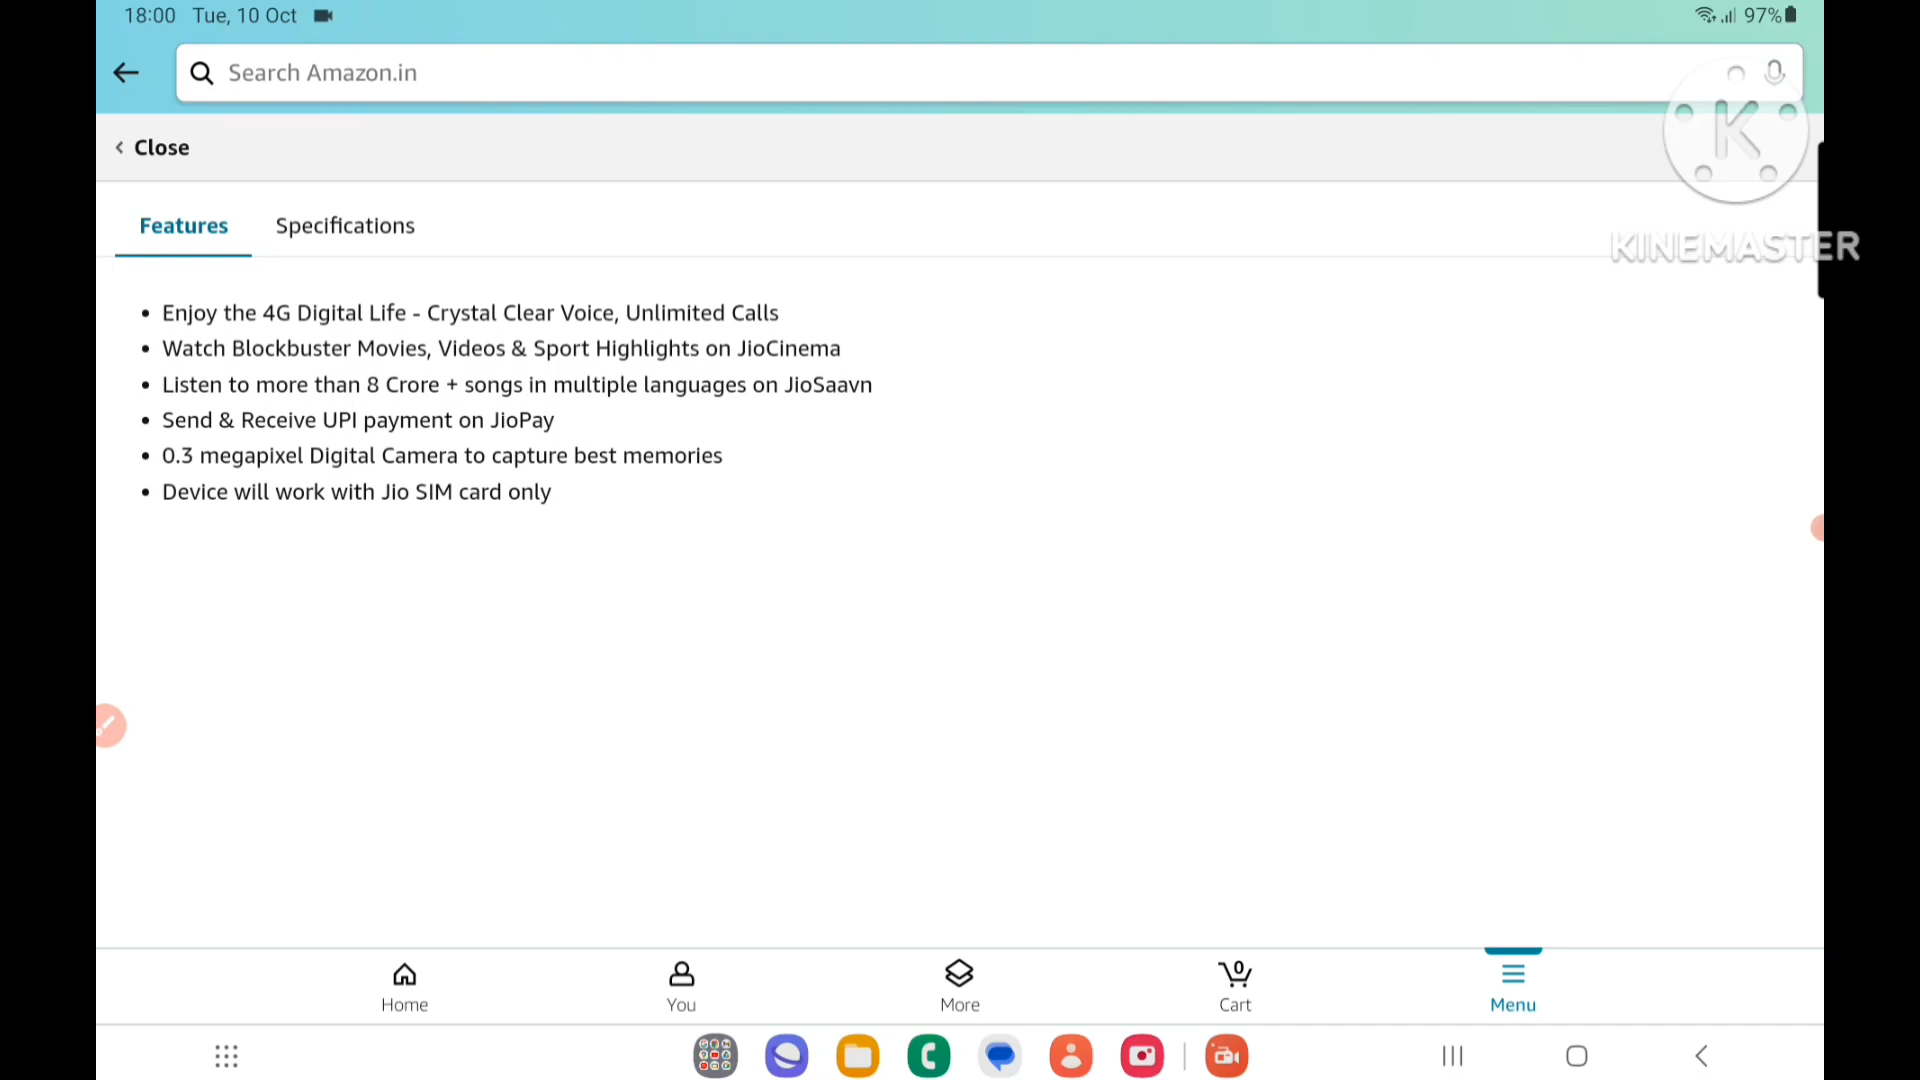 18:00 Tue, 10 Oct 97%
Search Amazon.in
K
Close
KINEMASTER
Features Specifications
• Enjoy the 4G Digital Life - Crystal Clear Voice, Unlimited Calls
• Watch Blockbuster Movies, Videos & Sport Highlights on JioCinema
• Listen to more than 8 Crore + songs in multiple languages on JioSaavn
• Send & Receive UPI payment on JioPay
• 0.3 megapixel Digital Camera to capture best memories
• Device will work with Jio SIM card only
0
Home You More Cart Menu